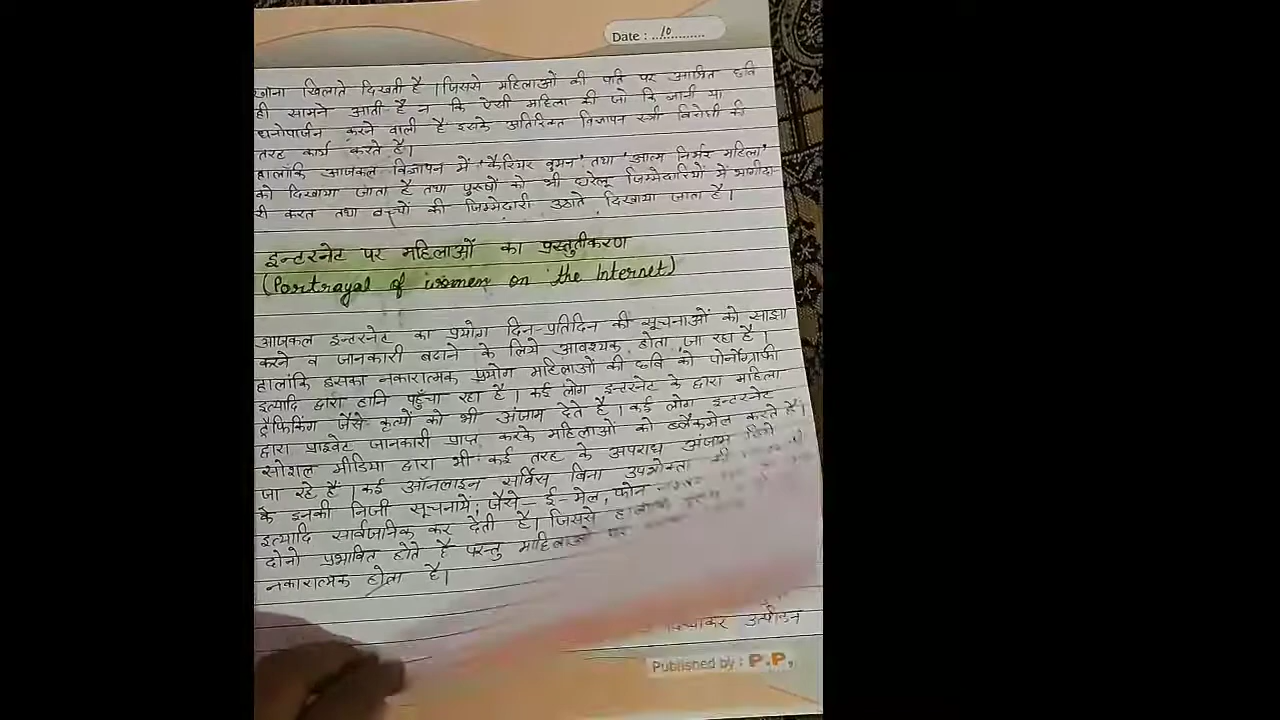 Date : 10
खाना खिलाते दिखती है । जिससे महिलाओं की पति पर आश्रित छवि
ही सामने आती है न कि ऐसी महिला की जो कि ज्ञानी या
धनोपार्जन करने वाली है इसके अतिरिक्त विज्ञापन स्त्री विरोधी की
तरह कार्य करते है।
हालांकि आजकल विज्ञापन में 'कैरियर वूमन' तथा 'आत्म निर्भर महिला'
को दिखाया जाता है तथा पुरुषों को भी घरेलू जिम्मेदारियों में भागीदा-
री करत तथा बच्चों की जिम्मेदारी उठाते दिखाया जाता है।
इन्टरनेट पर महिलाओं का प्रस्तुतीकरण
(Portrayal of women on the Internet)
आजकल इन्टरनेट का प्रयोग दिन-प्रतिदिन की सूचनाओं को साझा
करने व जानकारी बढाने के लिये आवश्यक होता जा रहा है।
हालांकि इसका नकारात्मक प्रयोग महिलाओं की छवि को पोर्नोग्राफी
इत्यादि द्वारा हानि पहुँचा रहा है। कई लोग इन्टरनेट के द्वारा महिला
ट्रैफिकिंग जैसे कृत्यों को भी अंजाम देते है। कई लोग इन्टरनेट
द्वारा प्राइवेट जानकारी प्राप्त करके महिलाओं को ब्लैकमेल करते है।
सोशल मीडिया द्वारा भी कई तरह के अपराध अंजाम दिये
जा रहे है। कई ऑनलाइन सर्विस बिना उपभोक्ता की
के इनकी निजी सूचनायें, जैसे- ई-मेल, फोन
इत्यादि सार्वजनिक कर देती है। जिससे हालांकि
दोनो प्रभावित होते है परन्तु महिलाओं पर
नकारात्मक होता है।
उत्पीडन
Published by : P.P.